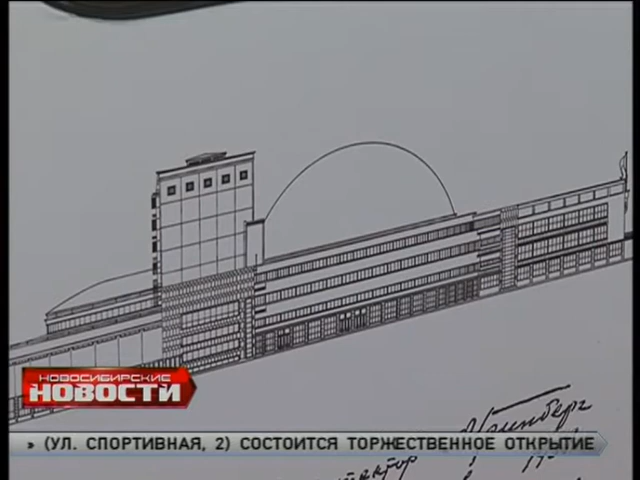 НОВОСИБИРСКИЕ
НОВОСТИ
» (УЛ. СПОРТИВНАЯ, 2) СОСТОИТСЯ ТОРЖЕСТВЕННОЕ ОТКРЫТИЕ